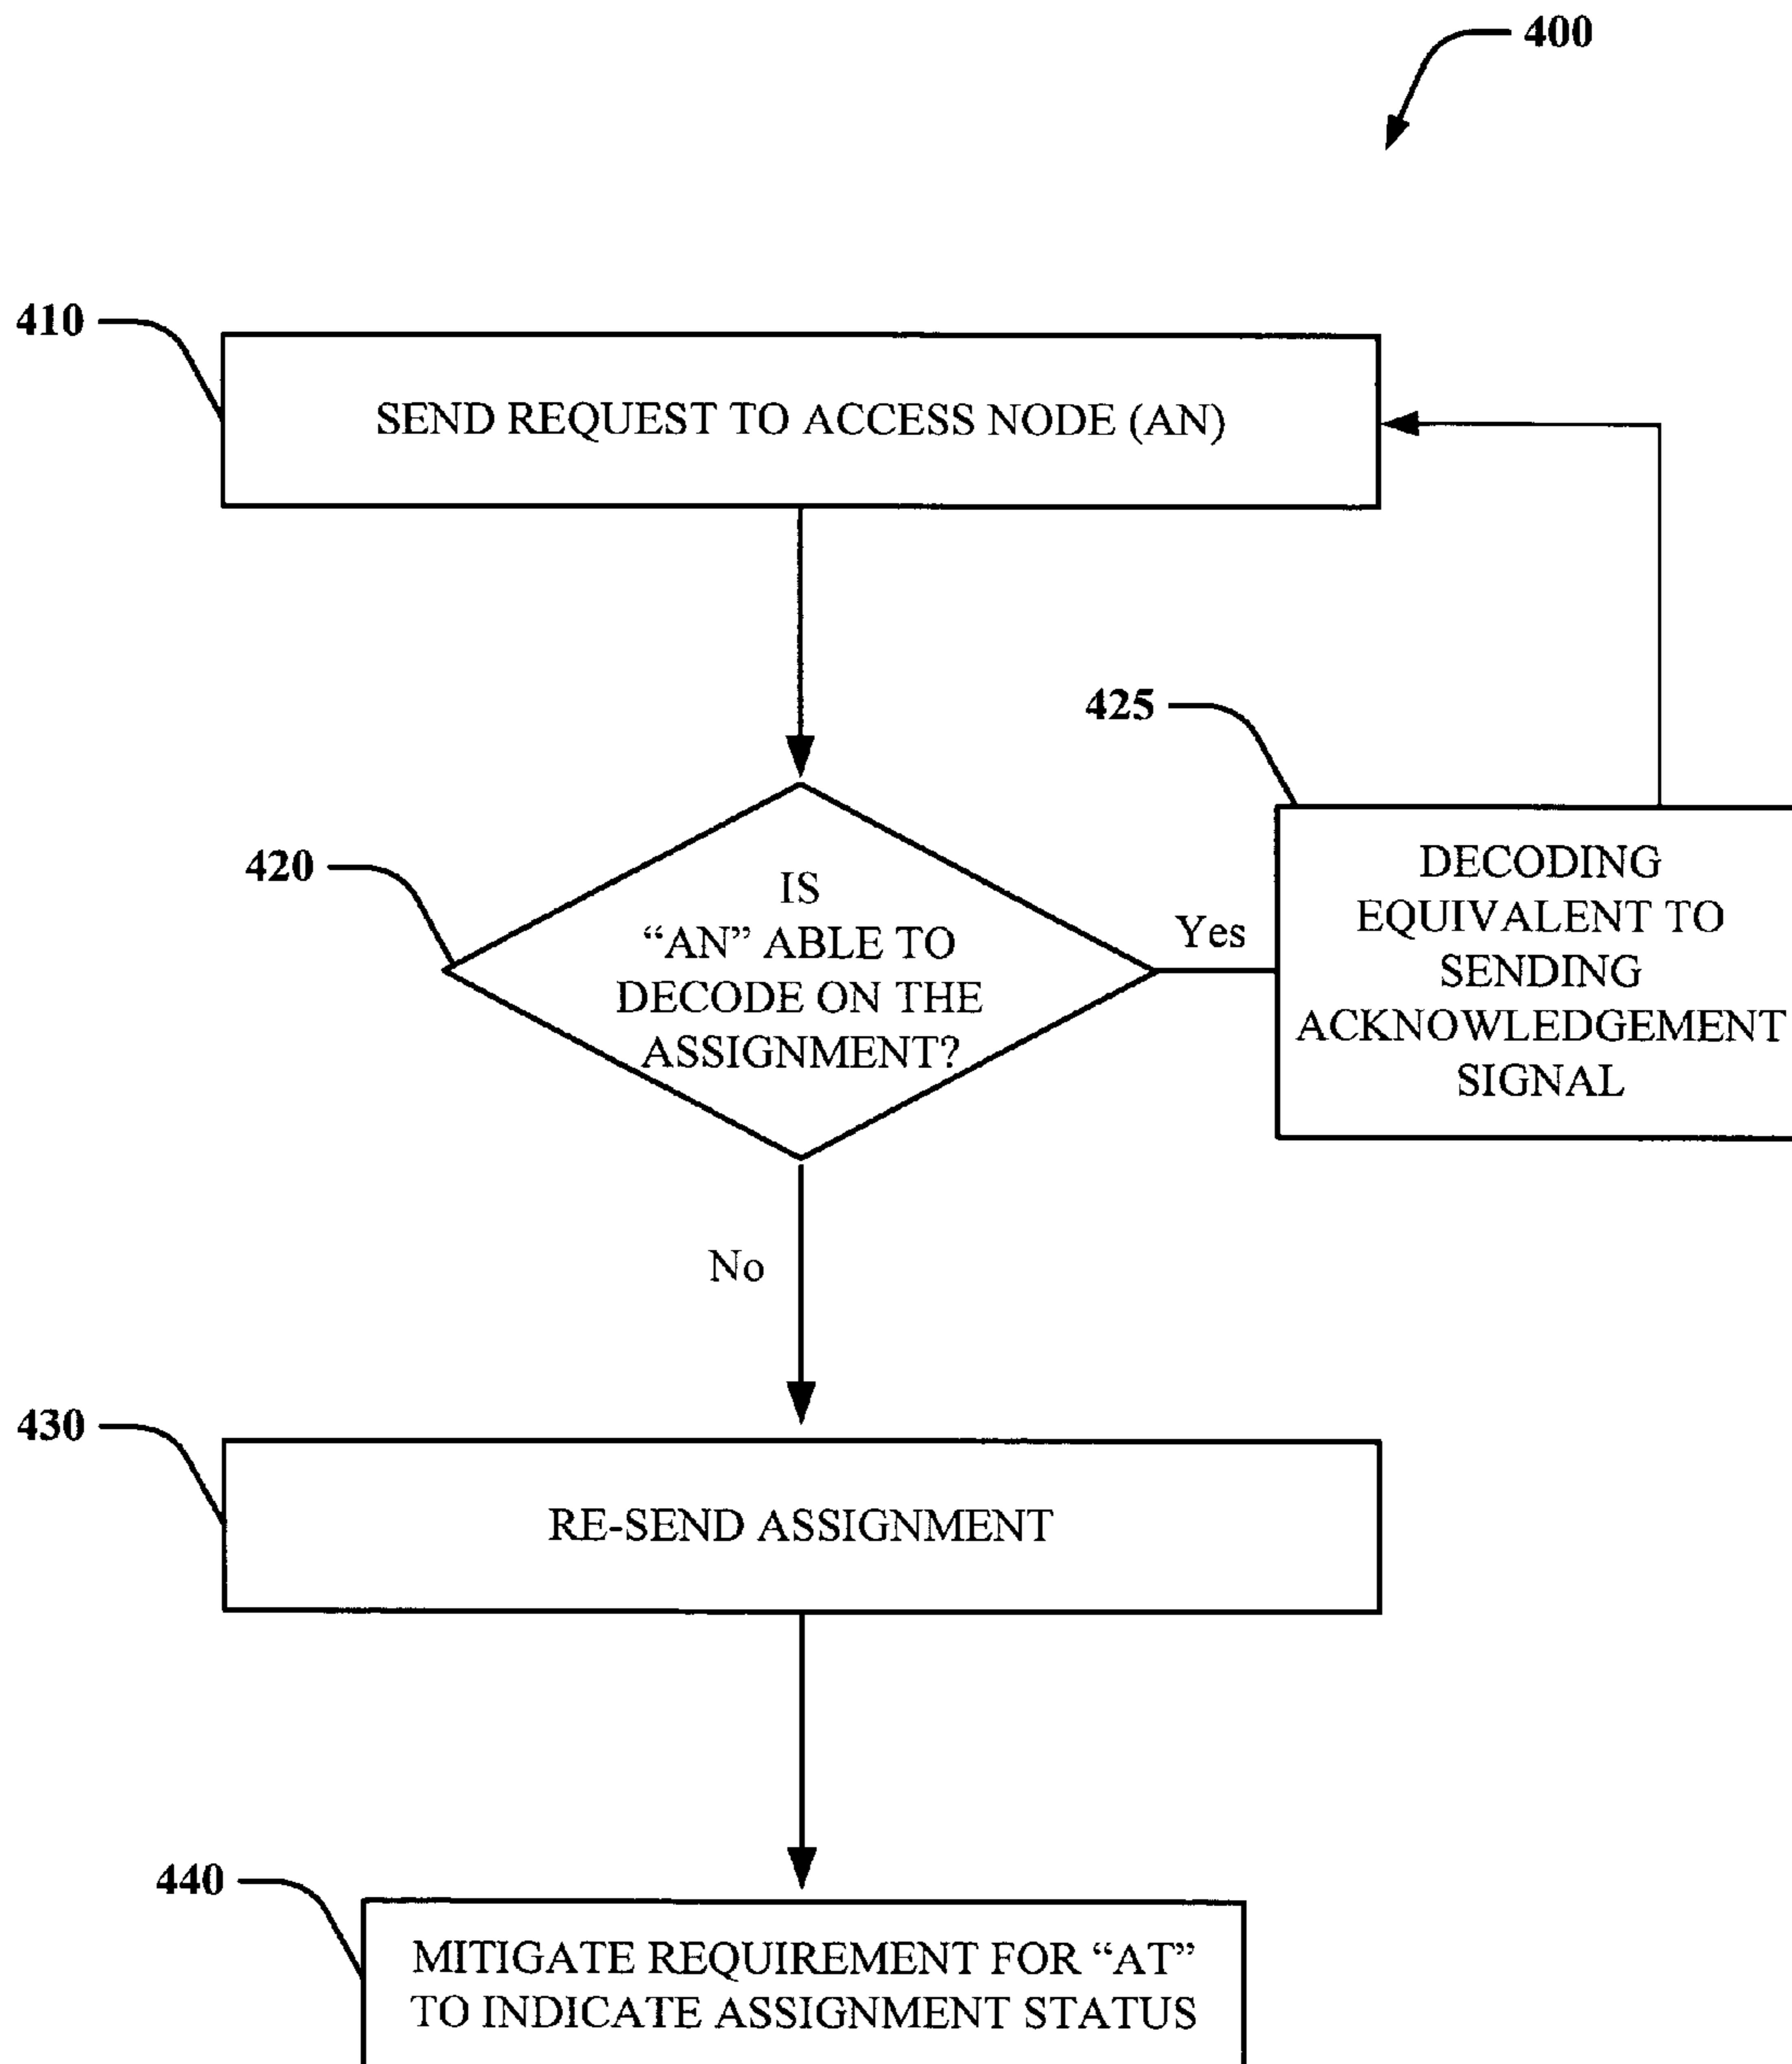 400
410
SEND REQUEST TO ACCESS NODE (AN)
425
420
IS
“AN” ABLE TO
DECODE ON THE
ASSIGNMENT?
Yes
DECODING
EQUIVALENT TO
SENDING
ACKNOWLEDGEMENT
SIGNAL
No
430
RE-SEND ASSIGNMENT
440
MITIGATE REQUIREMENT FOR “AT”
TO INDICATE ASSIGNMENT STATUS